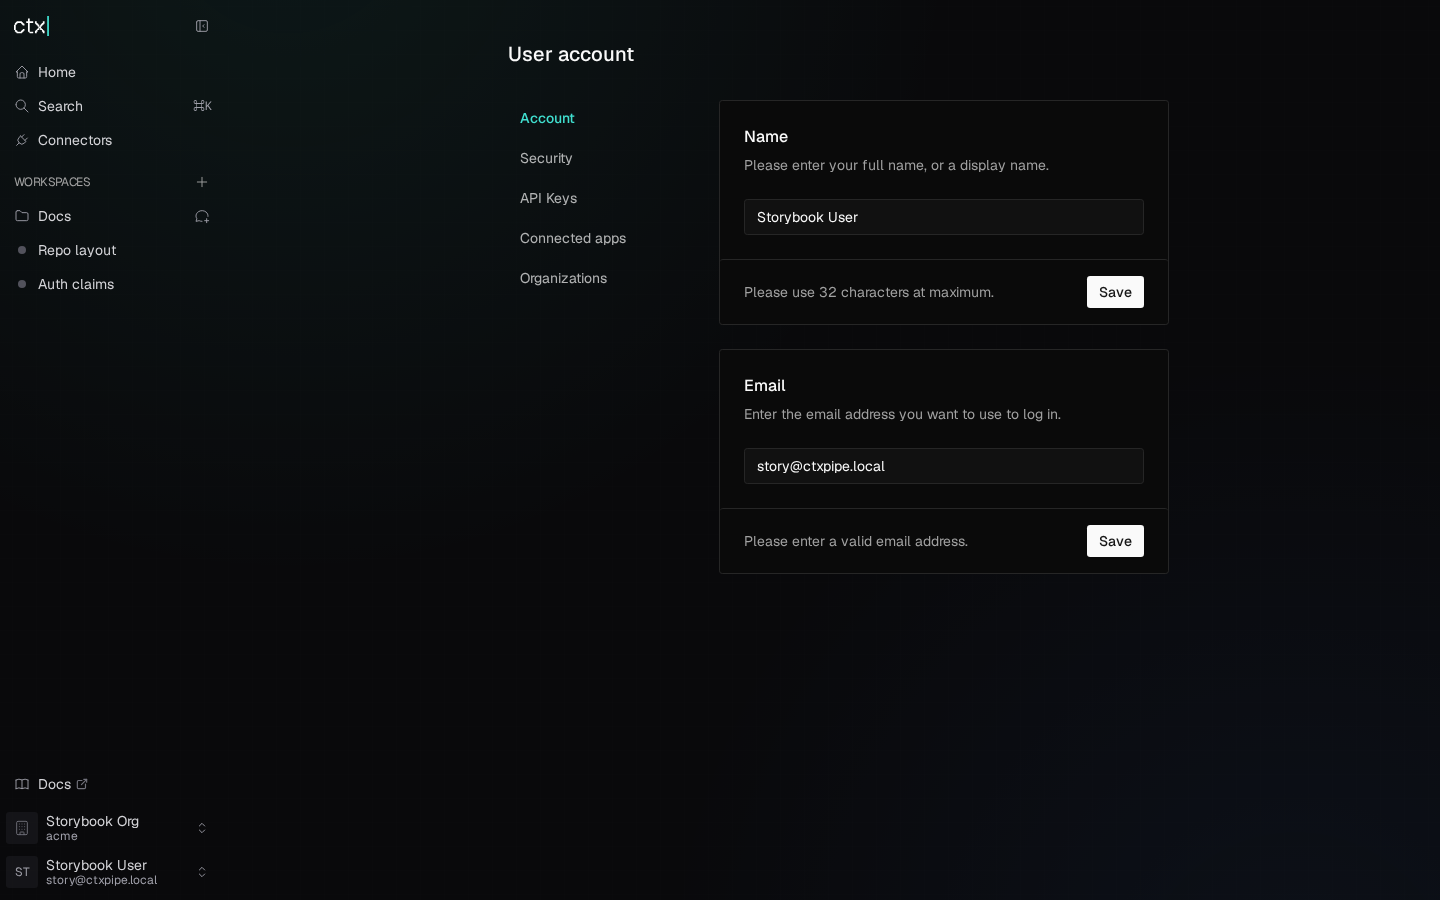 ctx
Home
Search ⌘K
Connectors
WORKSPACES
Docs
Repo layout
Auth claims
Docs
Storybook Org
acme
ST
Storybook User
story@ctxpipe.local
User account
Account
Security
API Keys
Connected apps
Organizations
Name
Please enter your full name, or a display name.
Storybook User
Please use 32 characters at maximum.
Save
Email
Enter the email address you want to use to log in.
story@ctxpipe.local
Please enter a valid email address.
Save